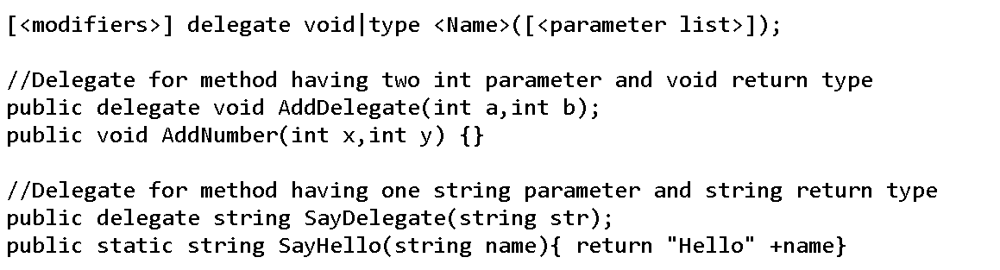 [<modifiers>] delegate void|type <Name>([<parameter list>]);
//Delegate for method having two int parameter and void return type
public delegate void AddDelegate(int a,int b);
public void AddNumber(int x,int y) {}
//Delegate for method having one string parameter and string return type
public delegate string SayDelegate(string str);
public static string SayHello(string name){ return "Hello" +name}